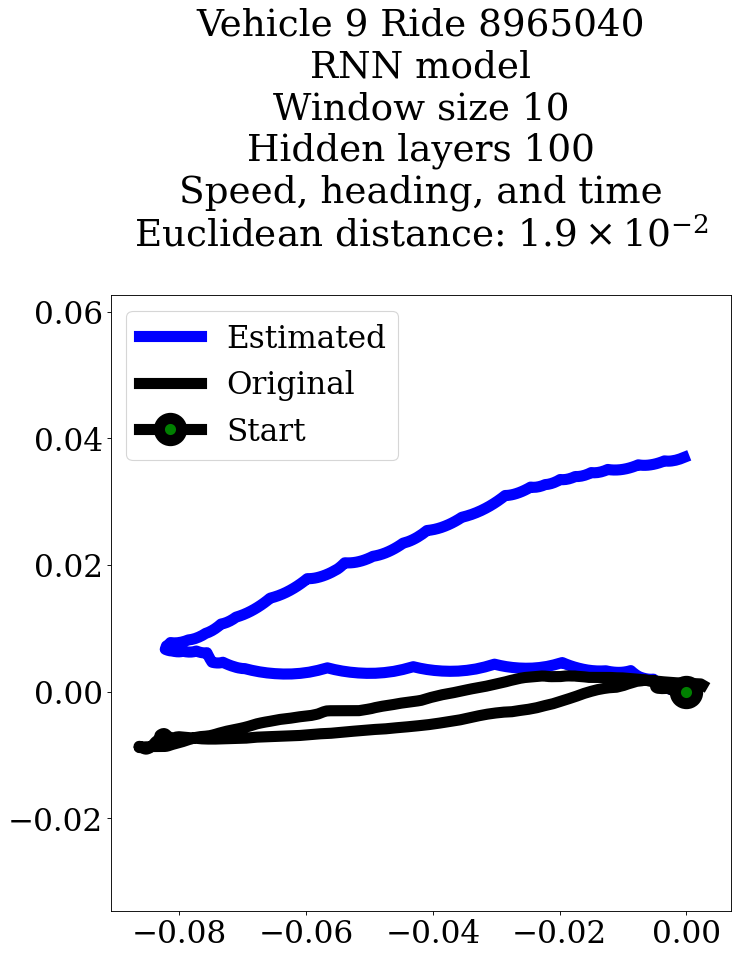 Vehicle 9 Ride 8965040
RNN model
Window size 10
Hidden layers 100
Speed, heading, and time
Euclidean distance: 1.9 × 10⁻²
0.06
Estimated
Original
Start
0.04
0.02
0.00
−0.02
−0.08 −0.06 −0.04 −0.02 0.00